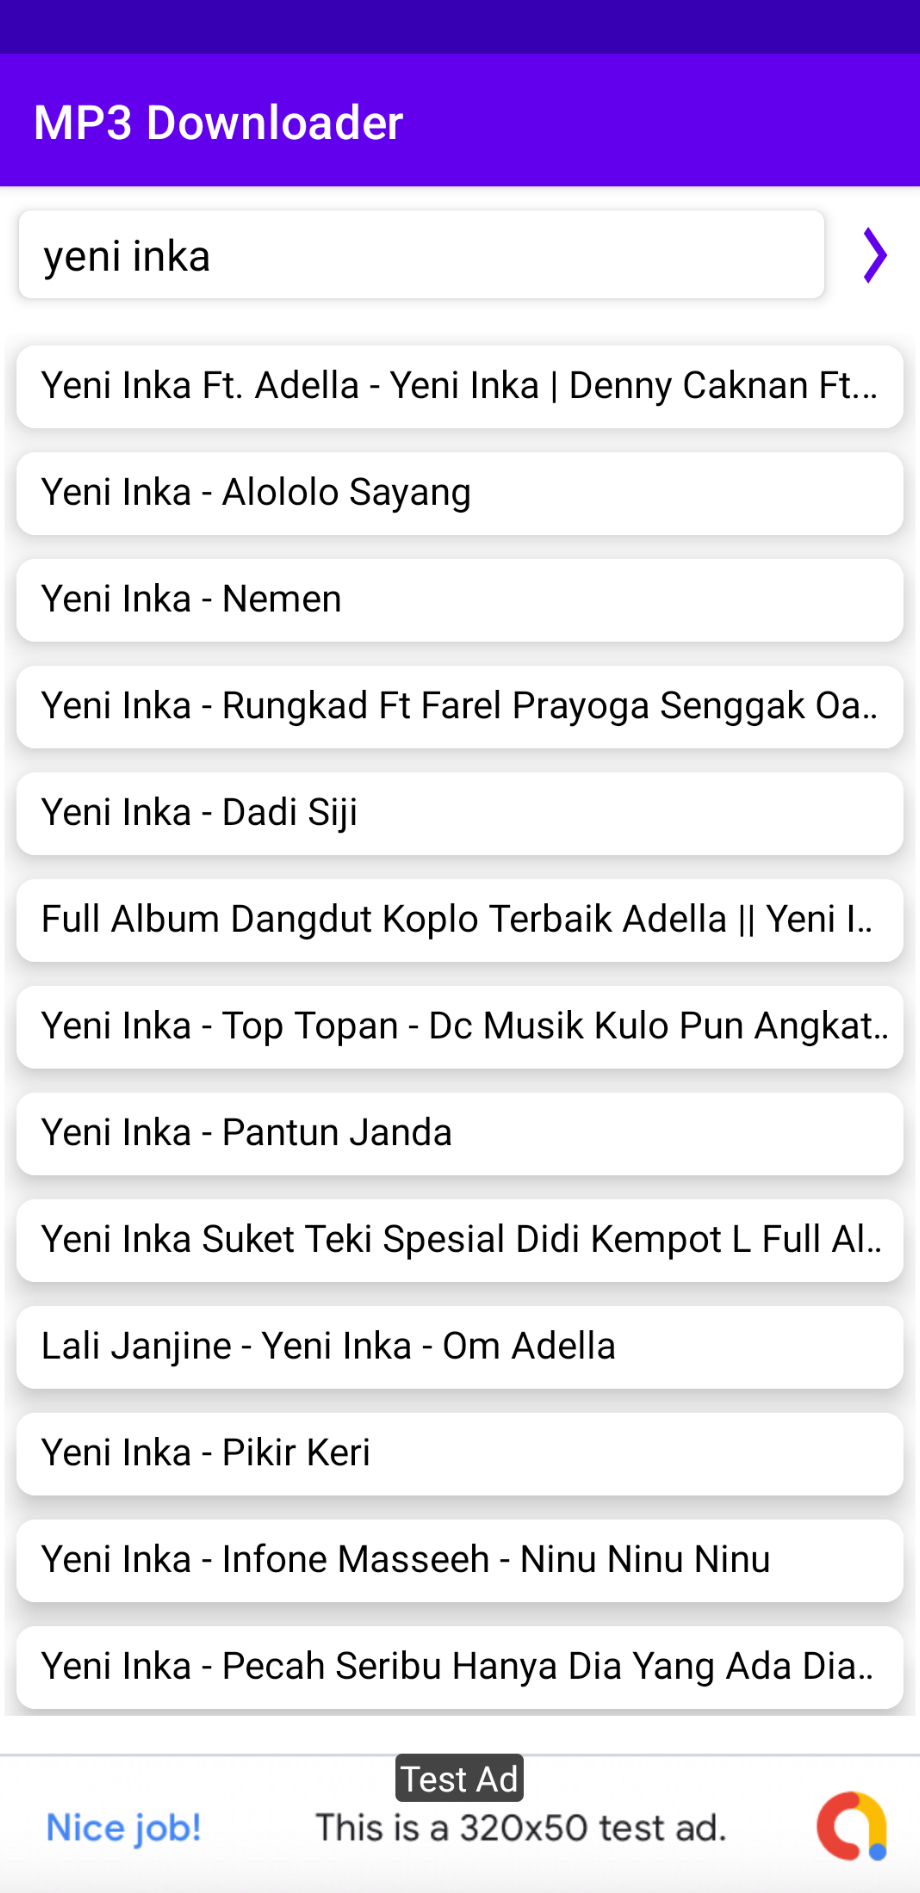 MP3 Downloader
yeni inka
Yeni Inka Ft. Adella - Yeni Inka | Denny Caknan Ft...
Yeni Inka - Alololo Sayang
Yeni Inka - Nemen
Yeni Inka - Rungkad Ft Farel Prayoga Senggak Oa..
Yeni Inka - Dadi Siji
Full Album Dangdut Koplo Terbaik Adella || Yeni I..
Yeni Inka - Top Topan - Dc Musik Kulo Pun Angkat..
Yeni Inka - Pantun Janda
Yeni Inka Suket Teki Spesial Didi Kempot L Full Al..
Lali Janjine - Yeni Inka - Om Adella
Yeni Inka - Pikir Keri
Yeni Inka - Infone Masseeh - Ninu Ninu Ninu
Yeni Inka - Pecah Seribu Hanya Dia Yang Ada Dia..
Test Ad
Nice job! This is a 320x50 test ad.